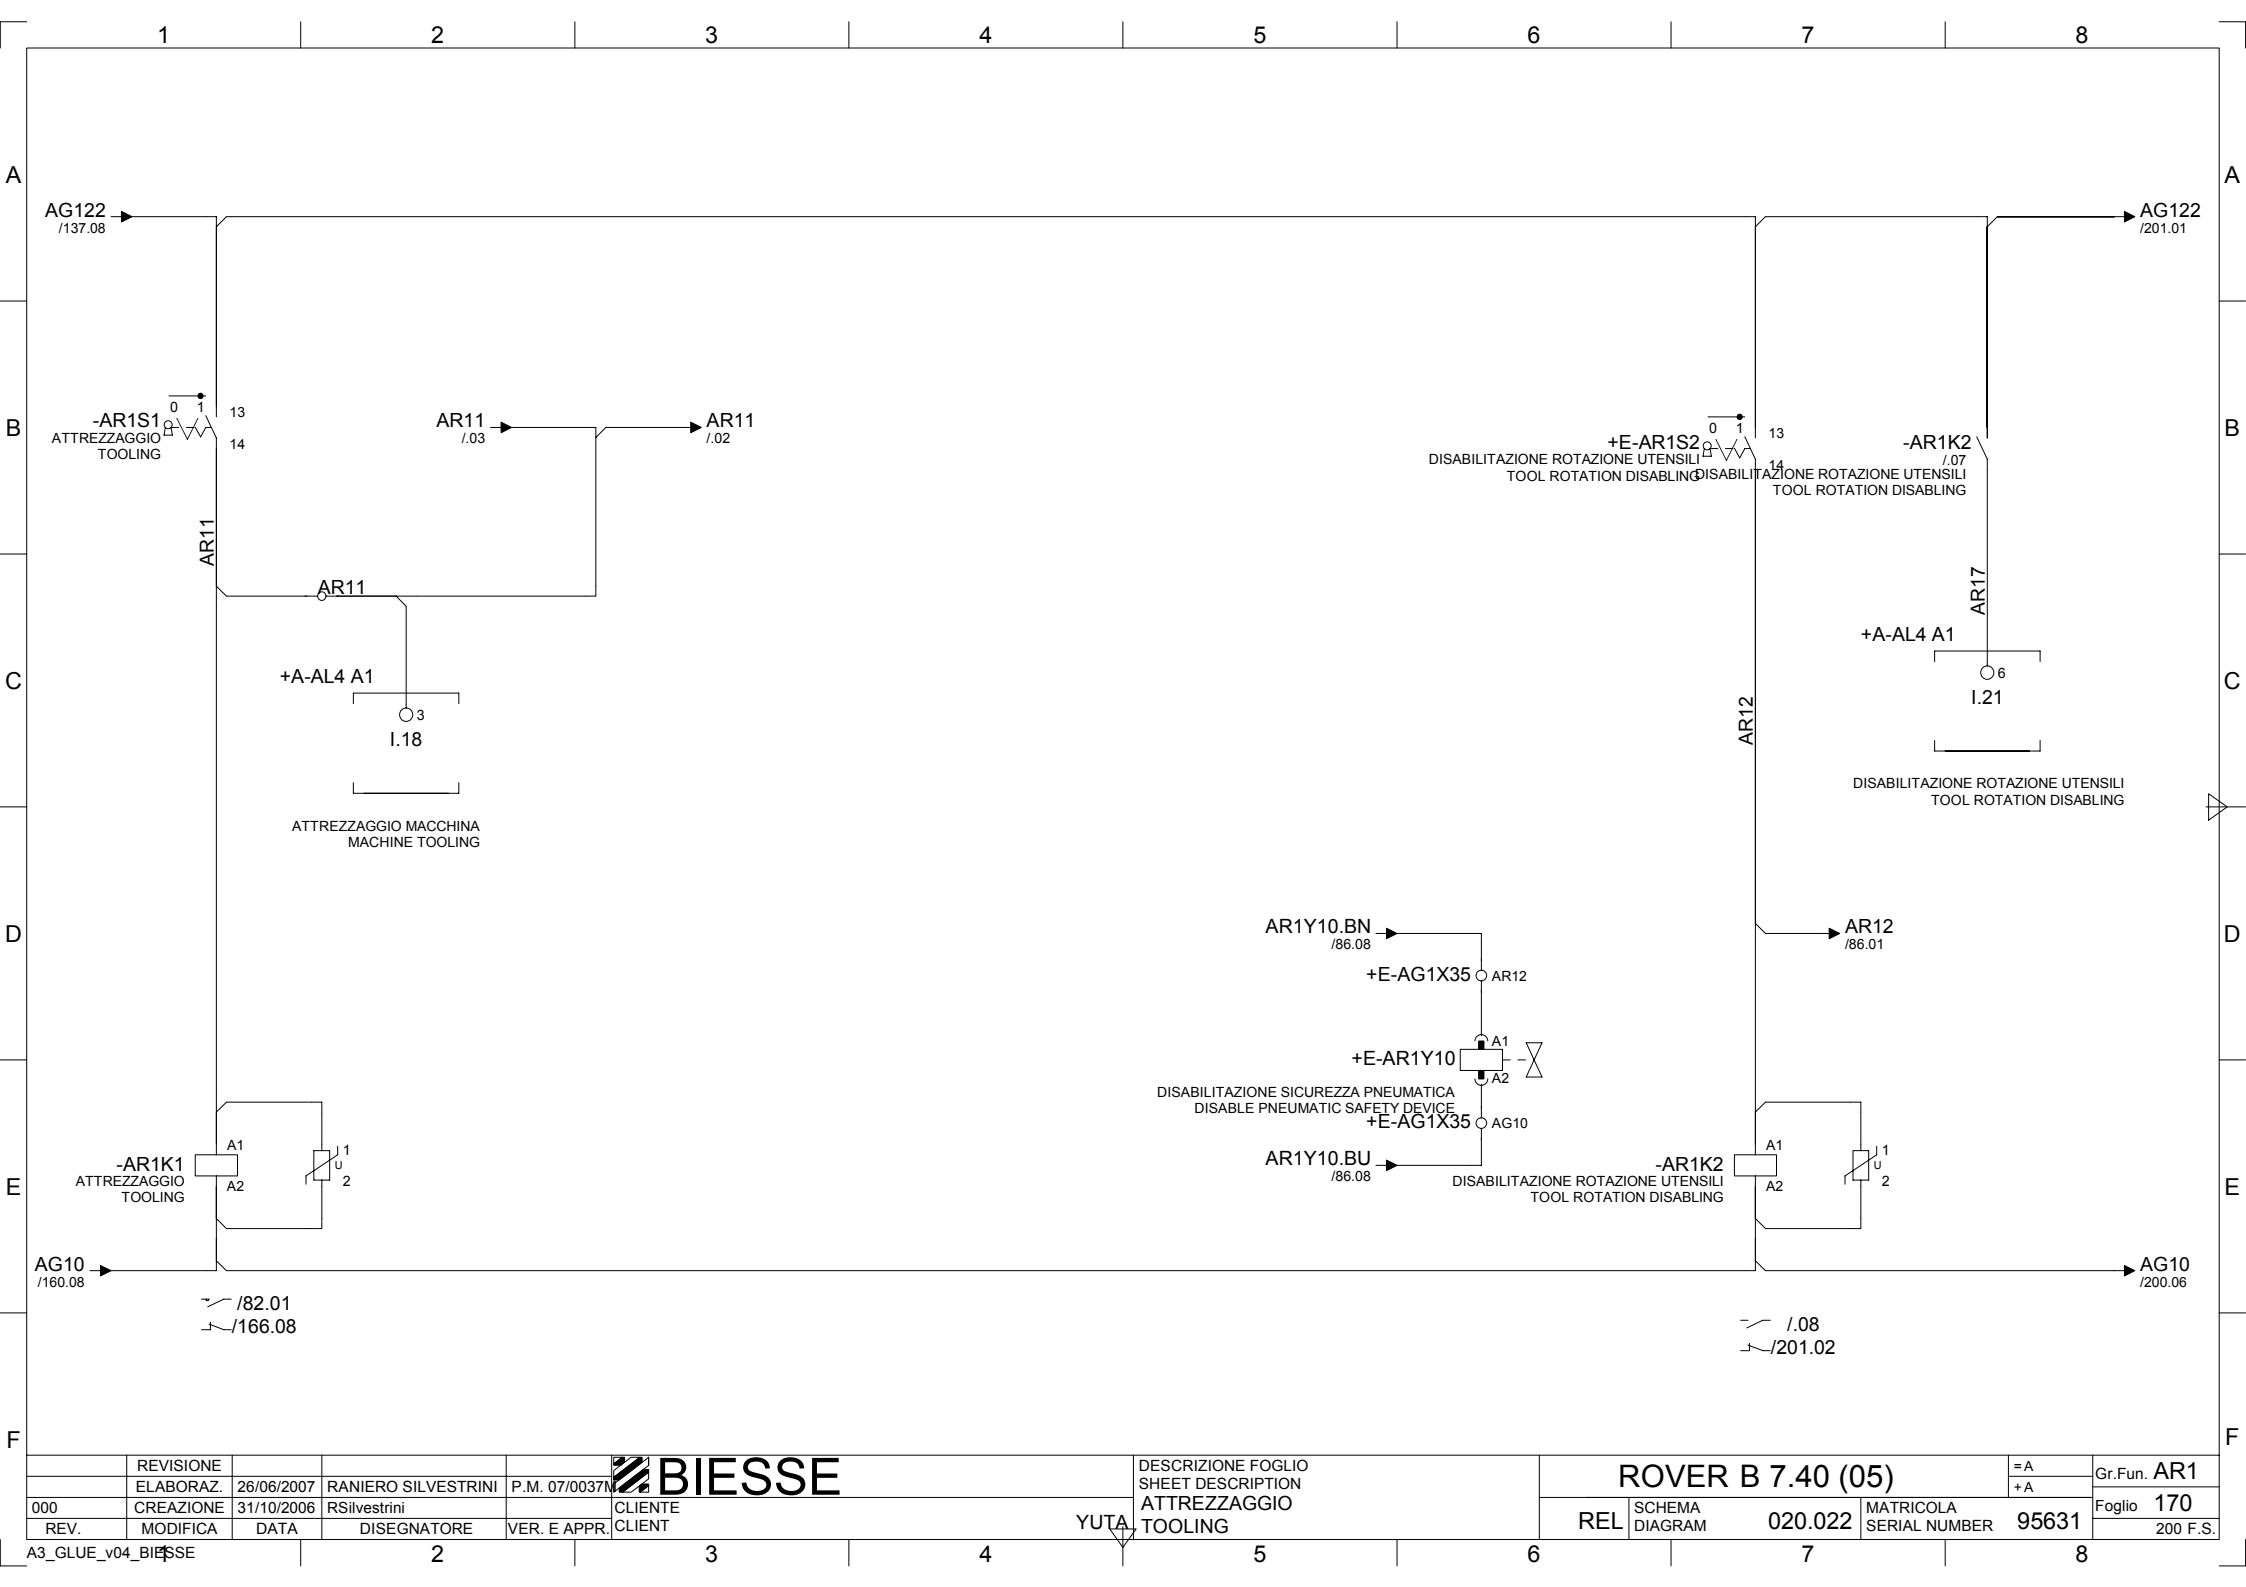 1 2 3 4 5 6 7 8
A
A
AG122
/137.08
AG122
/201.01
B
B
-AR1S1
ATTREZZAGGIO
TOOLING
0 1
13
14
AR11
/.03
AR11
/.02
+E-AR1S2
DISABILITAZIONE ROTAZIONE UTENSILI
TOOL ROTATION DISABLING
0 1
13
14
-AR1K2
/.07
DISABILITAZIONE ROTAZIONE UTENSILI
TOOL ROTATION DISABLING
AR11
AR11
AR17
C
C
+A-AL4 A1
3
I.18
ATTREZZAGGIO MACCHINA
MACHINE TOOLING
+A-AL4 A1
6
I.21
DISABILITAZIONE ROTAZIONE UTENSILI
TOOL ROTATION DISABLING
AR12
D
D
AR1Y10.BN
/86.08
+E-AG1X35
AR12
AR12
/86.01
+E-AR1Y10
A1
A2
DISABILITAZIONE SICUREZZA PNEUMATICA
DISABLE PNEUMATIC SAFETY DEVICE
+E-AG1X35
AG10
AR1Y10.BU
/86.08
E
E
-AR1K1
ATTREZZAGGIO
TOOLING
A1
A2
1
U
2
-AR1K2
DISABILITAZIONE ROTAZIONE UTENSILI
TOOL ROTATION DISABLING
A1
A2
1
U
2
AG10
/160.08
AG10
/200.06
/82.01
/166.08
/.08
/201.02
F
F
REVISIONE
ELABORAZ. 26/06/2007 RANIERO SILVESTRINI P.M. 07/0037M
000 CREAZIONE 31/10/2006 RSilvestrini
REV. MODIFICA DATA DISEGNATORE VER. E APPR.
BIESSE
CLIENTE
CLIENT
YUTA
DESCRIZIONE FOGLIO
SHEET DESCRIPTION
ATTREZZAGGIO
TOOLING
ROVER B 7.40 (05)
REL
SCHEMA
DIAGRAM
020.022
MATRICOLA
SERIAL NUMBER
95631
=A
+A
Gr.Fun. AR1
Foglio 170
200 F.S.
A3_GLUE_v04_BIESSE
1 2 3 4 5 6 7 8